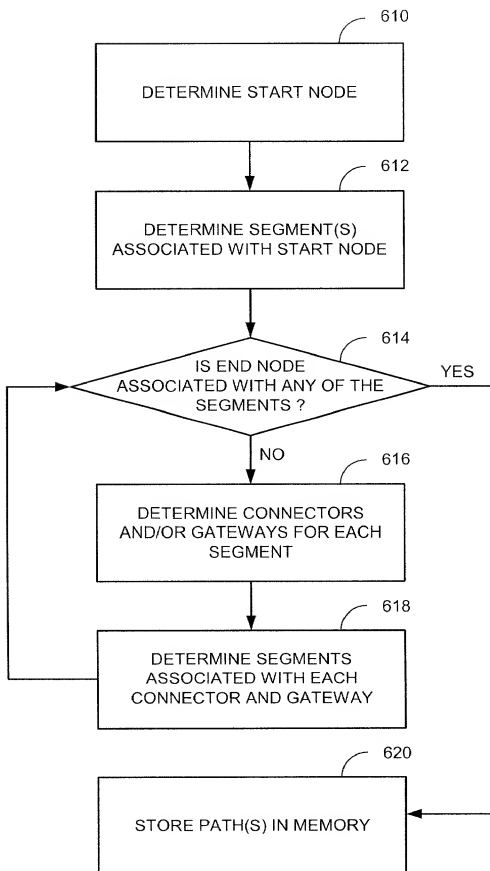 610
DETERMINE START NODE
612
DETERMINE SEGMENT(S)
ASSOCIATED WITH START NODE
614
IS END NODE
ASSOCIATED WITH ANY OF THE
SEGMENTS ?
YES
NO
616
DETERMINE CONNECTORS
AND/OR GATEWAYS FOR EACH
SEGMENT
618
DETERMINE SEGMENTS
ASSOCIATED WITH EACH
CONNECTOR AND GATEWAY
620
STORE PATH(S) IN MEMORY